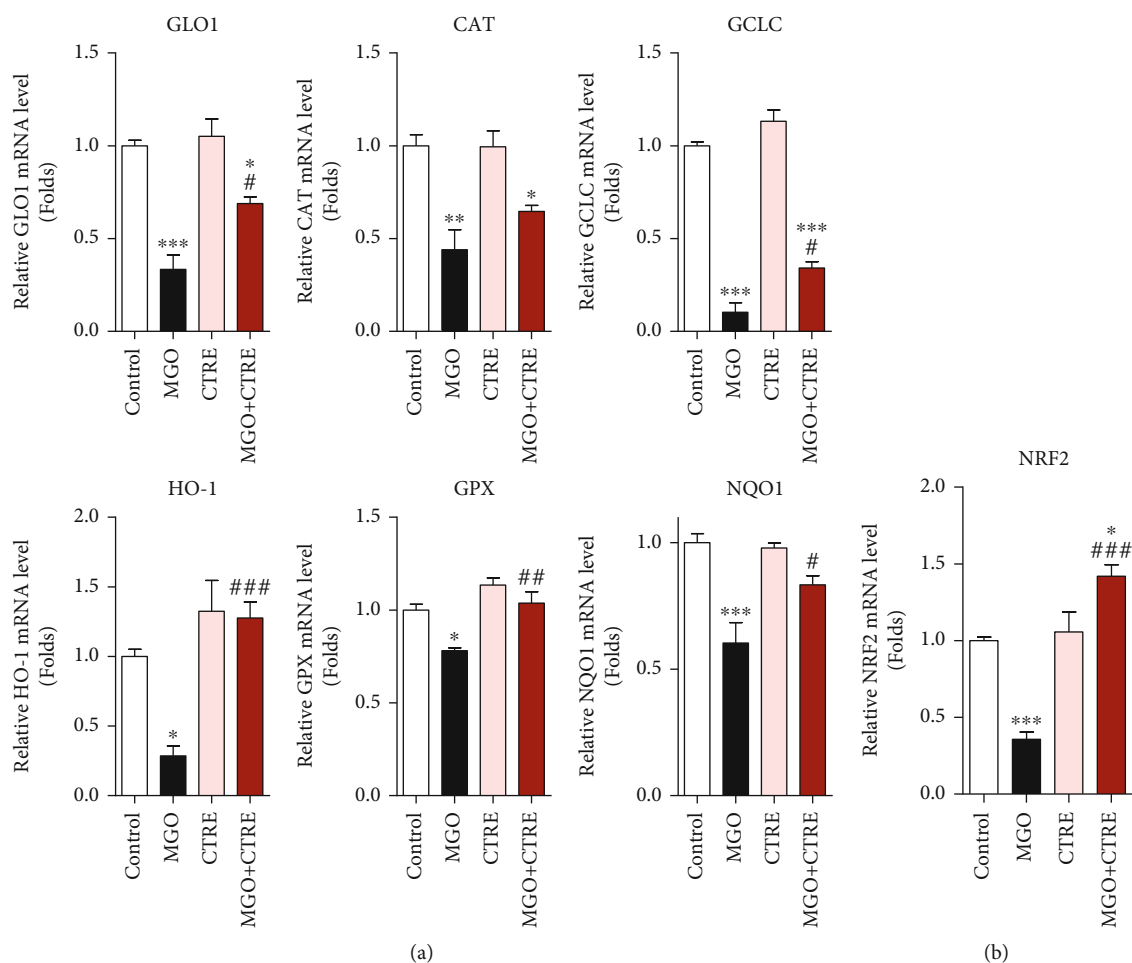 GLO1
Relative GLO1 mRNA level
(Folds)
1.5
1.0
0.5
0.0
***
*
#
Control
MGO
CTRE
MGO+CTRE
CAT
Relative CAT mRNA level
(Folds)
1.5
1.0
0.5
0.0
**
*
Control
MGO
CTRE
MGO+CTRE
GCLC
Relative GCLC mRNA level
(Folds)
1.5
1.0
0.5
0.0
***
***
#
Control
MGO
CTRE
MGO+CTRE
HO-1
Relative HO-1 mRNA level
(Folds)
2.0
1.5
1.0
0.5
0.0
*
###
Control
MGO
CTRE
MGO+CTRE
GPX
Relative GPX mRNA level
(Folds)
1.5
1.0
0.5
0.0
*
##
Control
MGO
CTRE
MGO+CTRE
NQO1
Relative NQO1 mRNA level
(Folds)
1.0
0.5
0.0
***
#
Control
MGO
CTRE
MGO+CTRE
(a)
NRF2
Relative NRF2 mRNA level
(Folds)
2.0
1.5
1.0
0.5
0.0
***
*
###
Control
MGO
CTRE
MGO+CTRE
(b)